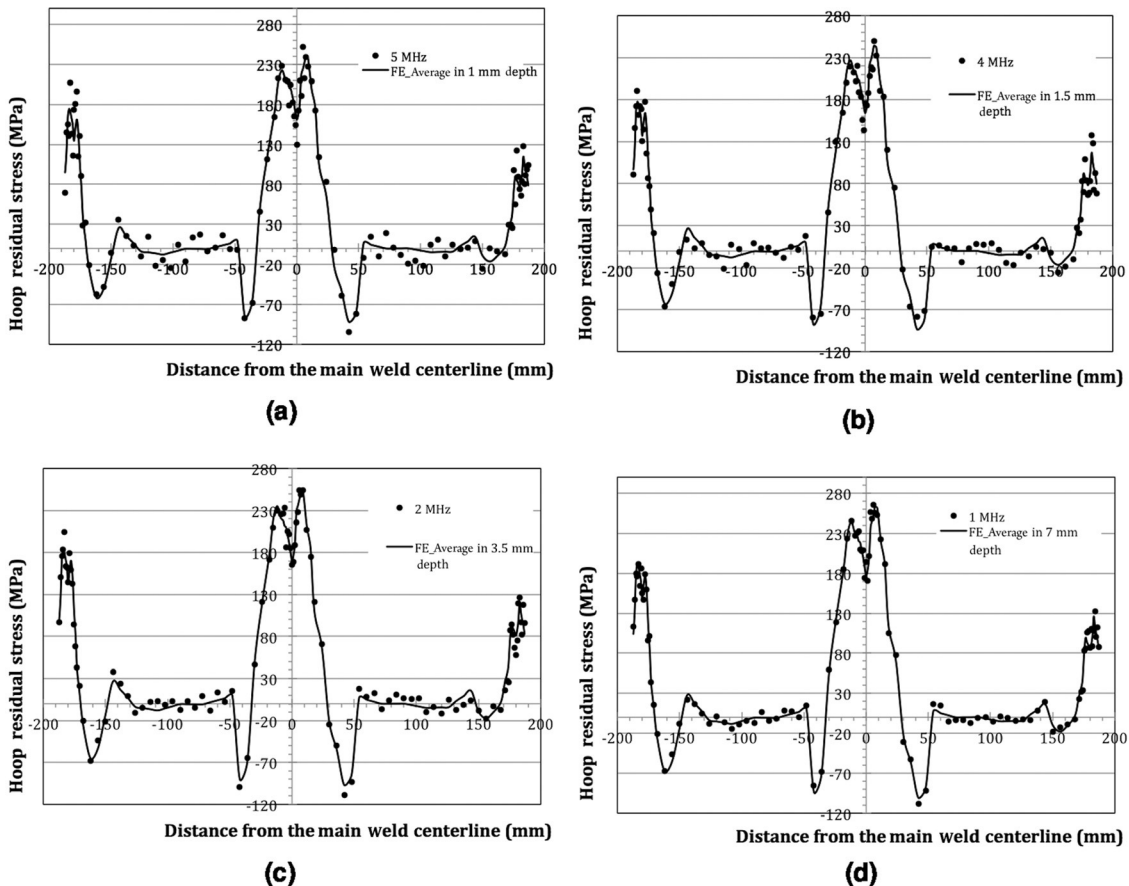 280
230
180
130
80
30
-20
-70
-120
-200 -150 -100 -50 0 50 100 150 200
5 MHz
FE_Average in 1 mm depth
Hoop residual stress (MPa)
Distance from the main weld centerline (mm)
(a)
280
230
180
130
80
30
-20
-70
-120
-200 -150 -100 -50 0 50 100 150 200
4 MHz
FE_Average in 1.5 mm
depth
Hoop residual stress (MPa)
Distance from the main weld centerline (mm)
(b)
280
230
180
130
80
30
-20
-70
-120
-200 -150 -100 -50 0 50 100 150 200
2 MHz
FE_Average in 3.5 mm
depth
Hoop residual stress (MPa)
Distance from the main weld centerline (mm)
(c)
280
230
180
130
80
30
-20
-70
-120
-200 -150 -100 -50 0 50 100 150 200
1 MHz
FE_Average in 7 mm
depth
Hoop residual stress (MPa)
Distance from the main weld centerline (mm)
(d)